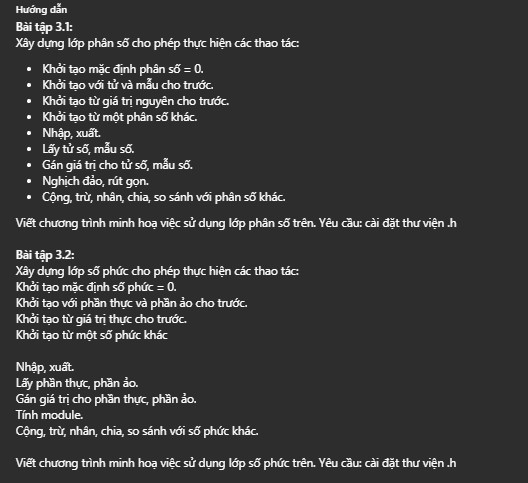 Hướng dẫn
Bài tập 3.1:
Xây dựng lớp phân số cho phép thực hiện các thao tác:
• Khởi tạo mặc định phân số = 0.
• Khởi tạo với tử và mẫu cho trước.
• Khởi tạo từ giá trị nguyên cho trước.
• Khởi tạo từ một phân số khác.
• Nhập, xuất.
• Lấy tử số, mẫu số.
• Gán giá trị cho tử số, mẫu số.
• Nghịch đảo, rút gọn.
• Cộng, trừ, nhân, chia, so sánh với phân số khác.
Viết chương trình minh hoạ việc sử dụng lớp phân số trên. Yêu cầu: cài đặt thư viện .h
Bài tập 3.2:
Xây dựng lớp số phức cho phép thực hiện các thao tác:
Khởi tạo mặc định số phức = 0.
Khởi tạo với phần thực và phần ảo cho trước.
Khởi tạo từ giá trị thực cho trước.
Khởi tạo từ một số phức khác
Nhập, xuất.
Lấy phần thực, phần ảo.
Gán giá trị cho phần thực, phần ảo.
Tính module.
Cộng, trừ, nhân, chia, so sánh với số phức khác.
Viết chương trình minh hoạ việc sử dụng lớp số phức trên. Yêu cầu: cài đặt thư viện .h